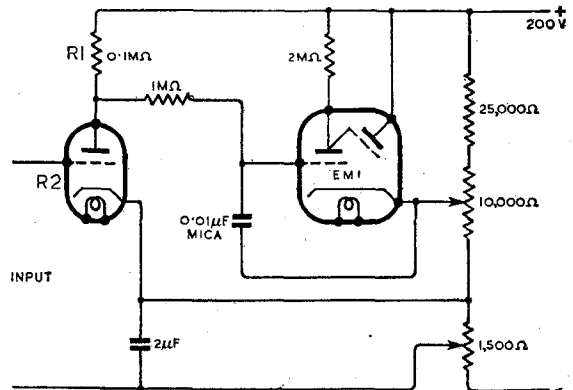 +
200V
R1
0.1MΩ
2MΩ
1MΩ
25,000Ω
R2
EM1
10,000Ω
0.01µF
MICA
INPUT
2µF
1,500Ω